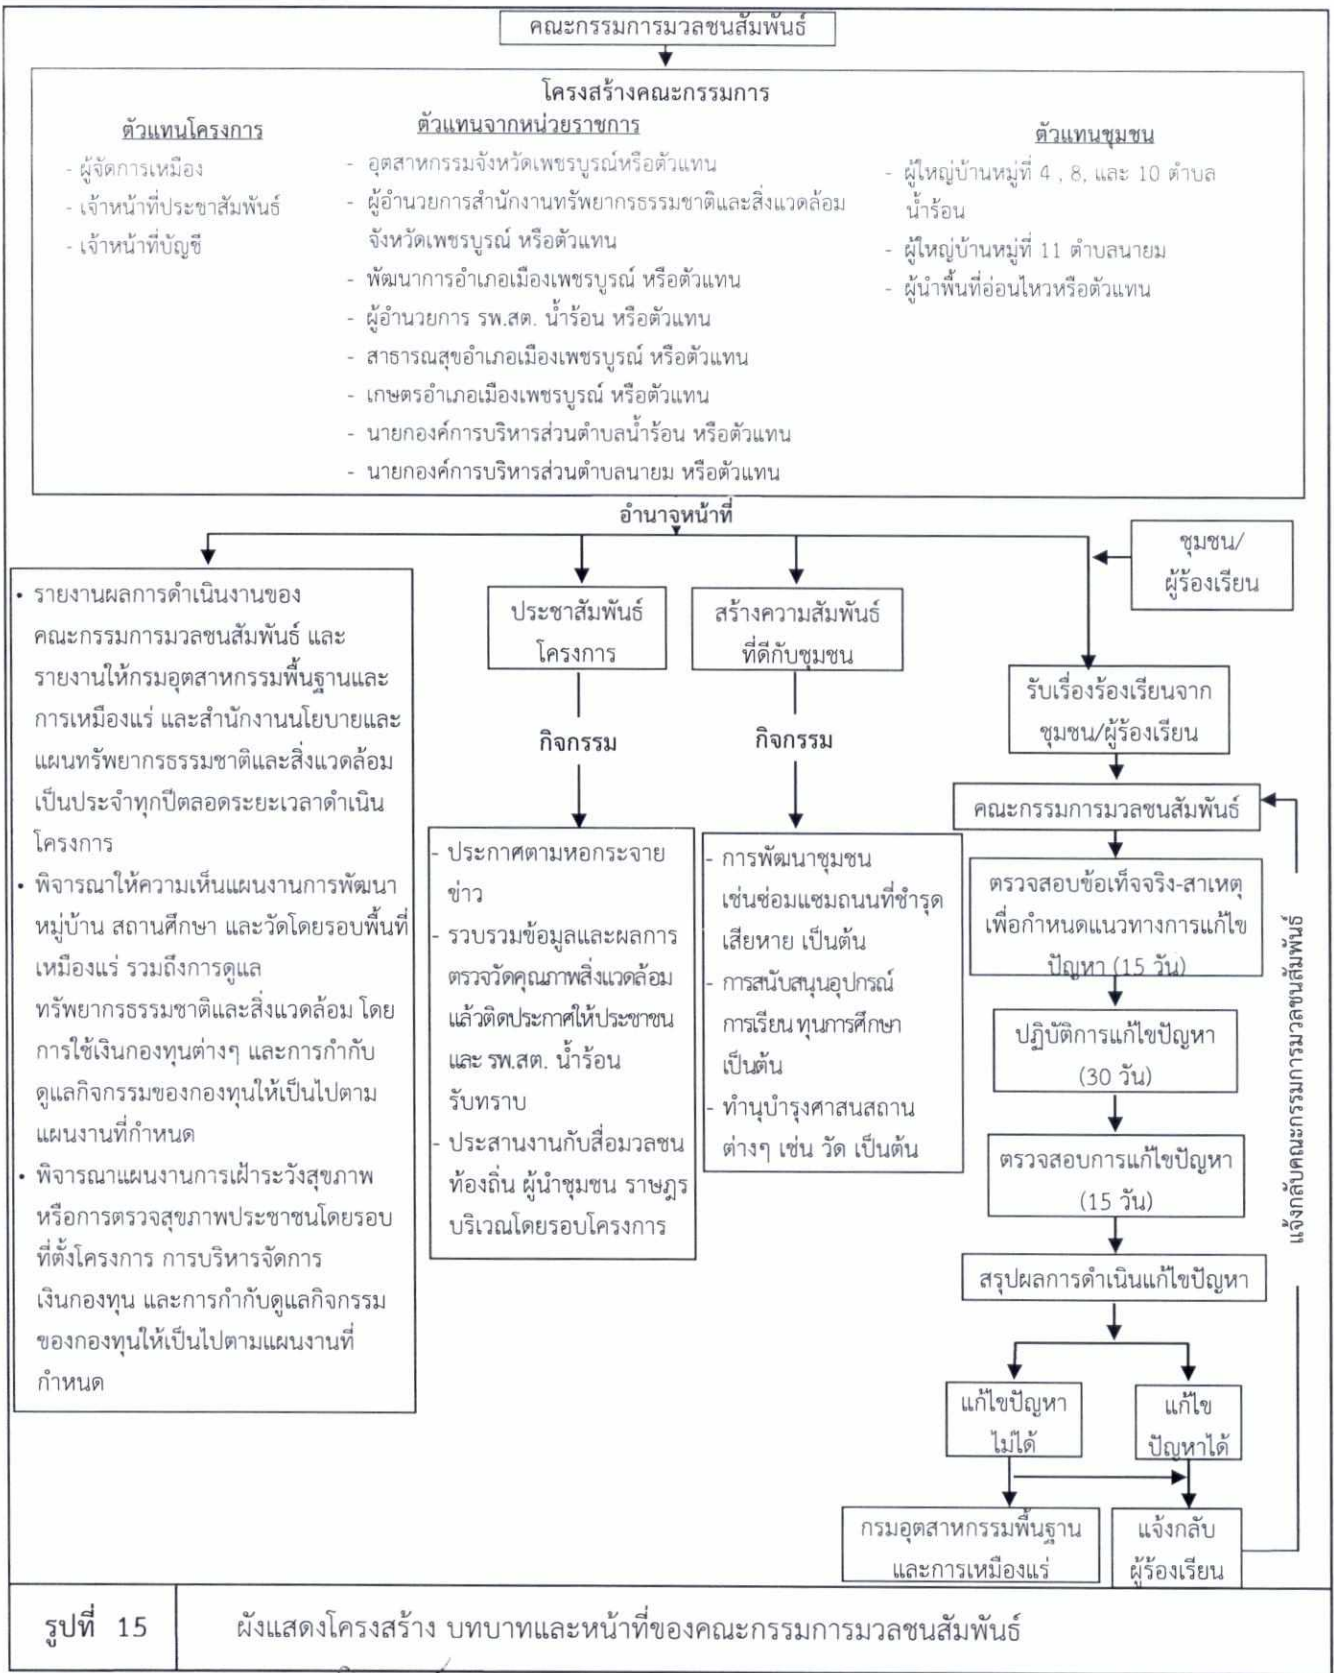 คณะกรรมการมวลชนสัมพันธ์
โครงสร้างคณะกรรมการ
ตัวแทนโครงการ
- ผู้จัดการเหมือง
- เจ้าหน้าที่ประชาสัมพันธ์
- เจ้าหน้าที่บัญชี
ตัวแทนจากหน่วยราชการ
- อุตสาหกรรมจังหวัดเพชรบูรณ์หรือตัวแทน
- ผู้อำนวยการสำนักงานทรัพยากรธรรมชาติและสิ่งแวดล้อม
จังหวัดเพชรบูรณ์ หรือตัวแทน
- พัฒนาการอำเภอเมืองเพชรบูรณ์ หรือตัวแทน
- ผู้อำนวยการ รพ.สต. น้ำร้อน หรือตัวแทน
- สาธารณสุขอำเภอเมืองเพชรบูรณ์ หรือตัวแทน
- เกษตรอำเภอเมืองเพชรบูรณ์ หรือตัวแทน
- นายกองค์การบริหารส่วนตำบลน้ำร้อน หรือตัวแทน
- นายกองค์การบริหารส่วนตำบลนายม หรือตัวแทน
ตัวแทนชุมชน
- ผู้ใหญ่บ้านหมู่ที่ 4 , 8, และ 10 ตำบล
น้ำร้อน
- ผู้ใหญ่บ้านหมู่ที่ 11 ตำบลนายม
- ผู้นำพื้นที่อ่อนไหวหรือตัวแทน
อำนาจหน้าที่
• รายงานผลการดำเนินงานของ
คณะกรรมการมวลชนสัมพันธ์ และ
รายงานให้กรมอุตสาหกรรมพื้นฐานและ
การเหมืองแร่ และสำนักงานนโยบายและ
แผนทรัพยากรธรรมชาติและสิ่งแวดล้อม
เป็นประจำทุกปีตลอดระยะเวลาดำเนิน
โครงการ
• พิจารณาให้ความเห็นแผนงานการพัฒนา
หมู่บ้าน สถานศึกษา และวัดโดยรอบพื้นที่
เหมืองแร่ รวมถึงการดูแล
ทรัพยากรธรรมชาติและสิ่งแวดล้อม โดย
การใช้เงินกองทุนต่างๆ และการกำกับ
ดูแลกิจกรรมของกองทุนให้เป็นไปตาม
แผนงานที่กำหนด
• พิจารณาแผนงานการเฝ้าระวังสุขภาพ
หรือการตรวจสุขภาพประชาชนโดยรอบ
ที่ตั้งโครงการ การบริหารจัดการ
เงินกองทุน และการกำกับดูแลกิจกรรม
ของกองทุนให้เป็นไปตามแผนงานที่
กำหนด
ประชาสัมพันธ์
โครงการ
กิจกรรม
- ประกาศตามหอกระจาย
ข่าว
- รวบรวมข้อมูลและผลการ
ตรวจวัดคุณภาพสิ่งแวดล้อม
แล้วติดประกาศให้ประชาชน
และ รพ.สต. น้ำร้อน
รับทราบ
- ประสานงานกับสื่อมวลชน
ท้องถิ่น ผู้นำชุมชน ราษฎร
บริเวณโดยรอบโครงการ
สร้างความสัมพันธ์
ที่ดีกับชุมชน
กิจกรรม
- การพัฒนาชุมชน
เช่นซ่อมแซมถนนที่ชำรุด
เสียหาย เป็นต้น
- การสนับสนุนอุปกรณ์
การเรียน ทุนการศึกษา
เป็นต้น
- ทำนุบำรุงศาสนสถาน
ต่างๆ เช่น วัด เป็นต้น
ชุมชน/
ผู้ร้องเรียน
รับเรื่องร้องเรียนจาก
ชุมชน/ผู้ร้องเรียน
คณะกรรมการมวลชนสัมพันธ์
ตรวจสอบข้อเท็จจริง-สาเหตุ
เพื่อกำหนดแนวทางการแก้ไข
ปัญหา (15 วัน)
ปฏิบัติการแก้ไขปัญหา
(30 วัน)
ตรวจสอบการแก้ไขปัญหา
(15 วัน)
สรุปผลการดำเนินแก้ไขปัญหา
แก้ไขปัญหา
ไม่ได้
แก้ไข
ปัญหาได้
กรมอุตสาหกรรมพื้นฐาน
และการเหมืองแร่
แจ้งกลับ
ผู้ร้องเรียน
แจ้งกลับคณะกรรมการมวลชนสัมพันธ์
รูปที่ 15
ผังแสดงโครงสร้าง บทบาทและหน้าที่ของคณะกรรมการมวลชนสัมพันธ์